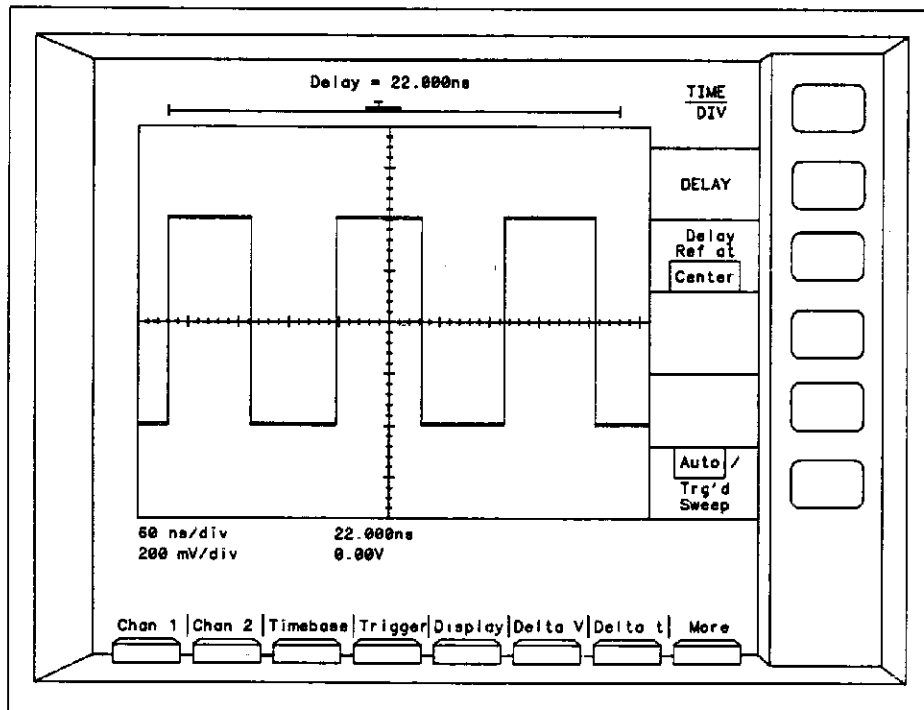 Delay = 22.000ns
T
TIME
DIV
DELAY
Delay
Ref at
Center
Auto /
Trg'd
Sweep
60 ns/div 22.000ns
200 mV/div 0.00V
Chan 1 | Chan 2 | Timebase | Trigger | Display | Delta V | Delta t | More